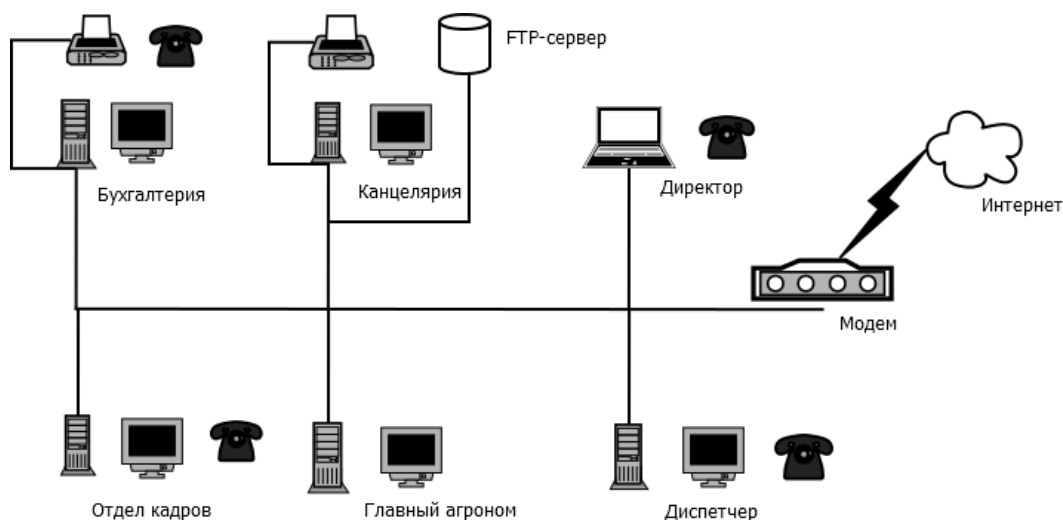 FTP-сервер
Бухгалтерия
Канцелярия
Директор
Интернет
Модем
Отдел кадров
Главный агроном
Диспетчер